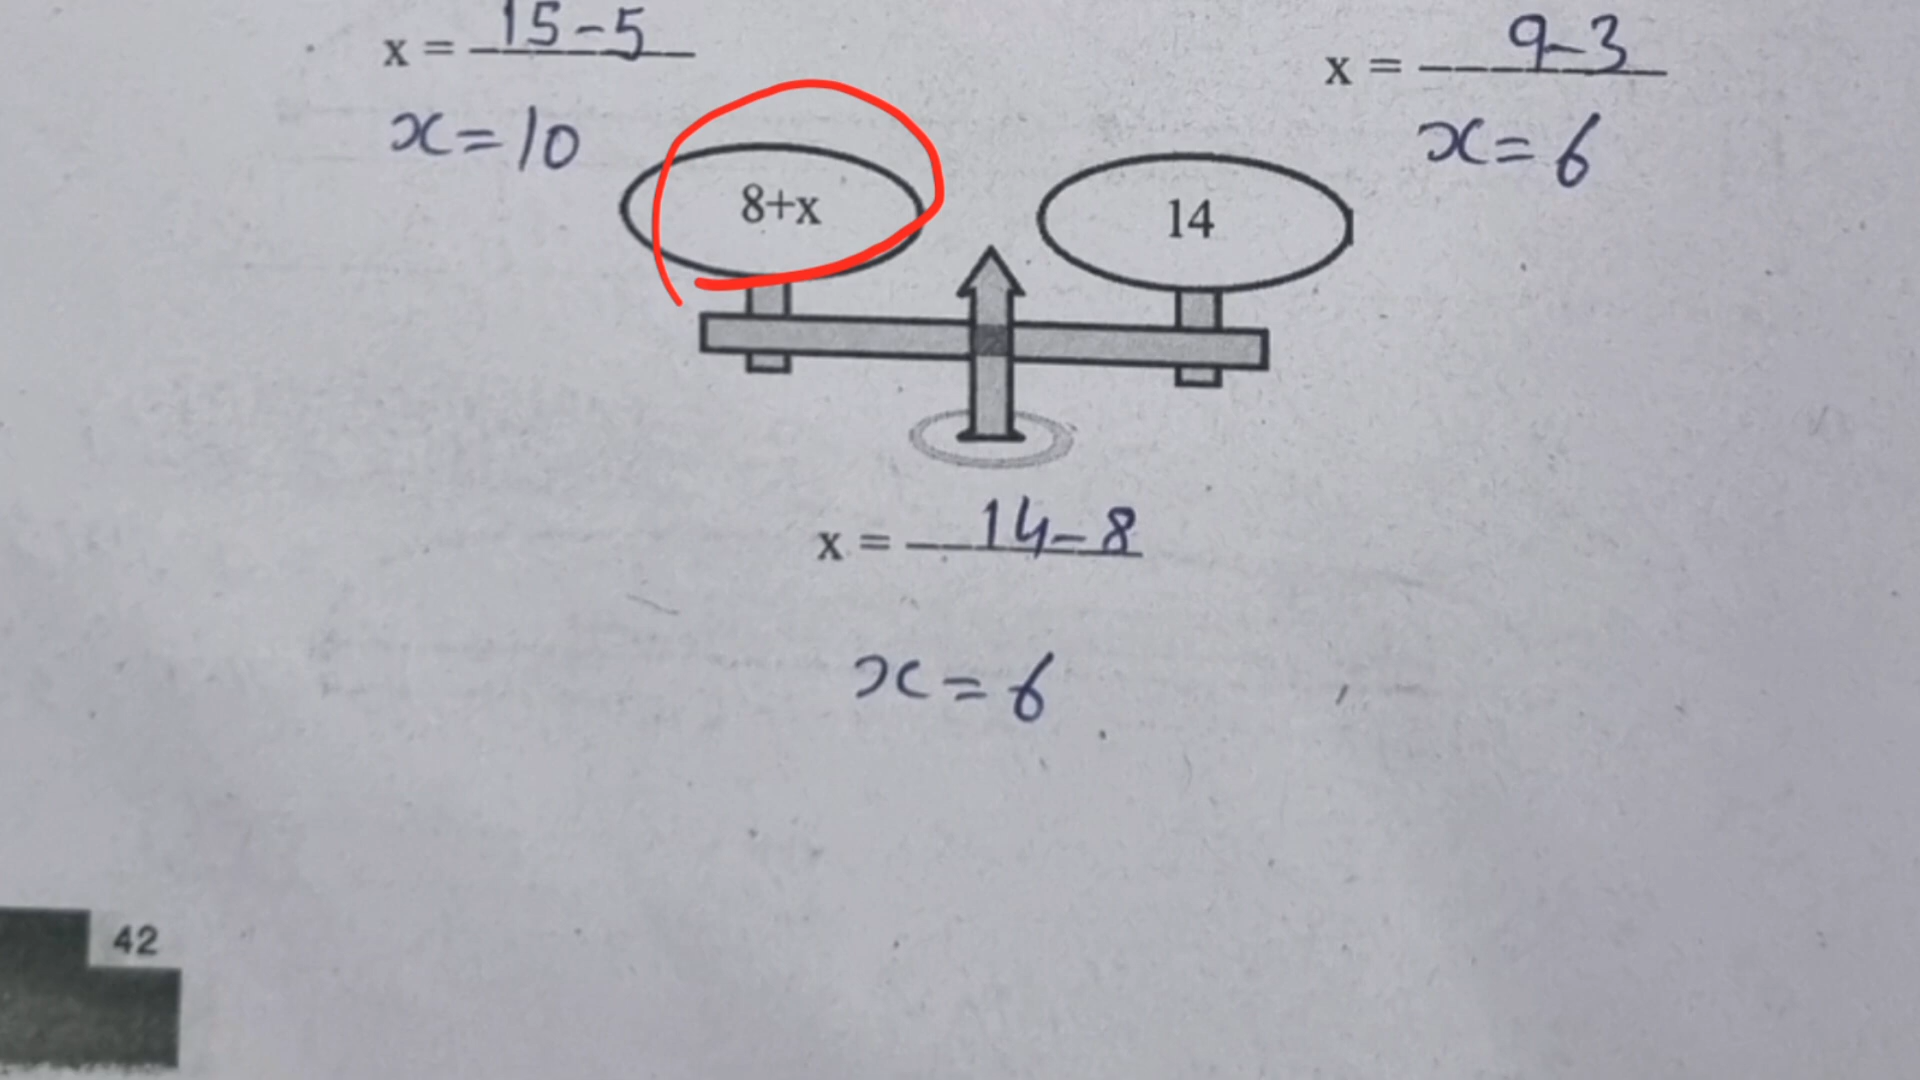 x = 15-5
x = 9-3
x=10
x=6
8+x
14
x = 14-8
x=6
42